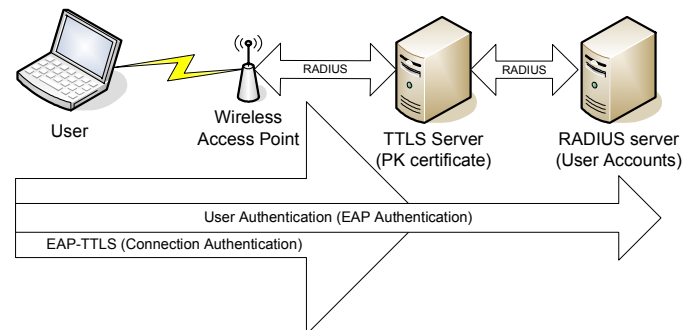 RADIUS
RADIUS
User
Wireless
Access Point
TTLS Server
(PK certificate)
RADIUS server
(User Accounts)
User Authentication (EAP Authentication)
EAP-TTLS (Connection Authentication)